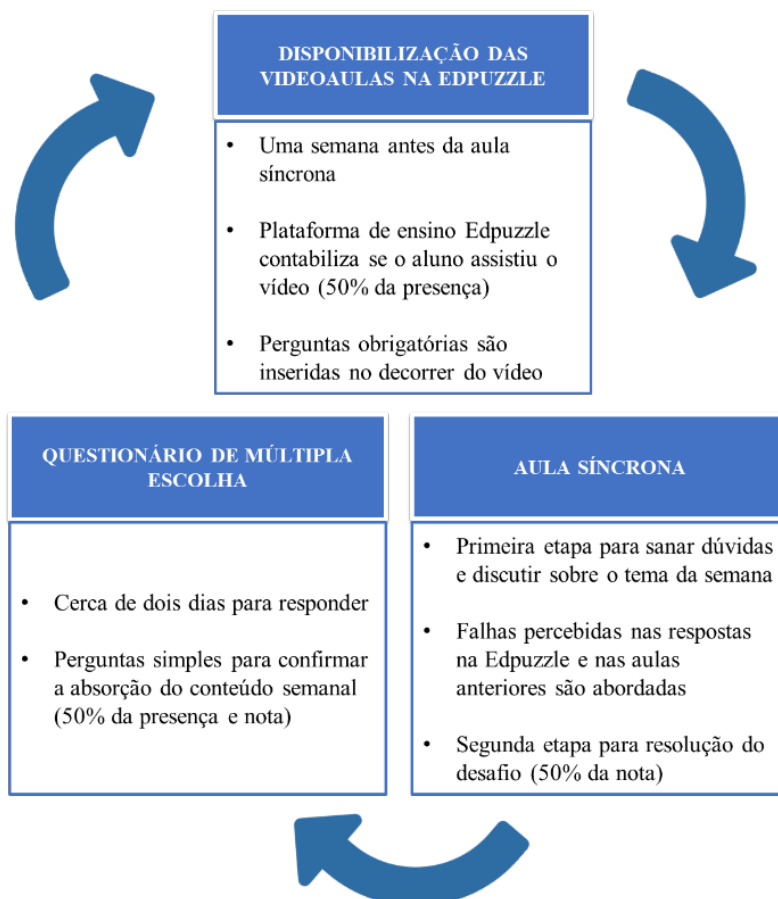 DISPONIBILIZAÇÃO DAS
VIDEOAULAS NA EDPUZZLE
• Uma semana antes da aula
síncrona
• Plataforma de ensino Edpuzzle
contabiliza se o aluno assistiu o
vídeo (50% da presença)
• Perguntas obrigatórias são
inseridas no decorrer do vídeo
QUESTIONÁRIO DE MÚLTIPLA
ESCOLHA
• Cerca de dois dias para responder
• Perguntas simples para confirmar
a absorção do conteúdo semanal
(50% da presença e nota)
AULA SÍNCRONA
• Primeira etapa para sanar dúvidas
e discutir sobre o tema da semana
• Falhas percebidas nas respostas
na Edpuzzle e nas aulas
anteriores são abordadas
• Segunda etapa para resolução do
desafio (50% da nota)